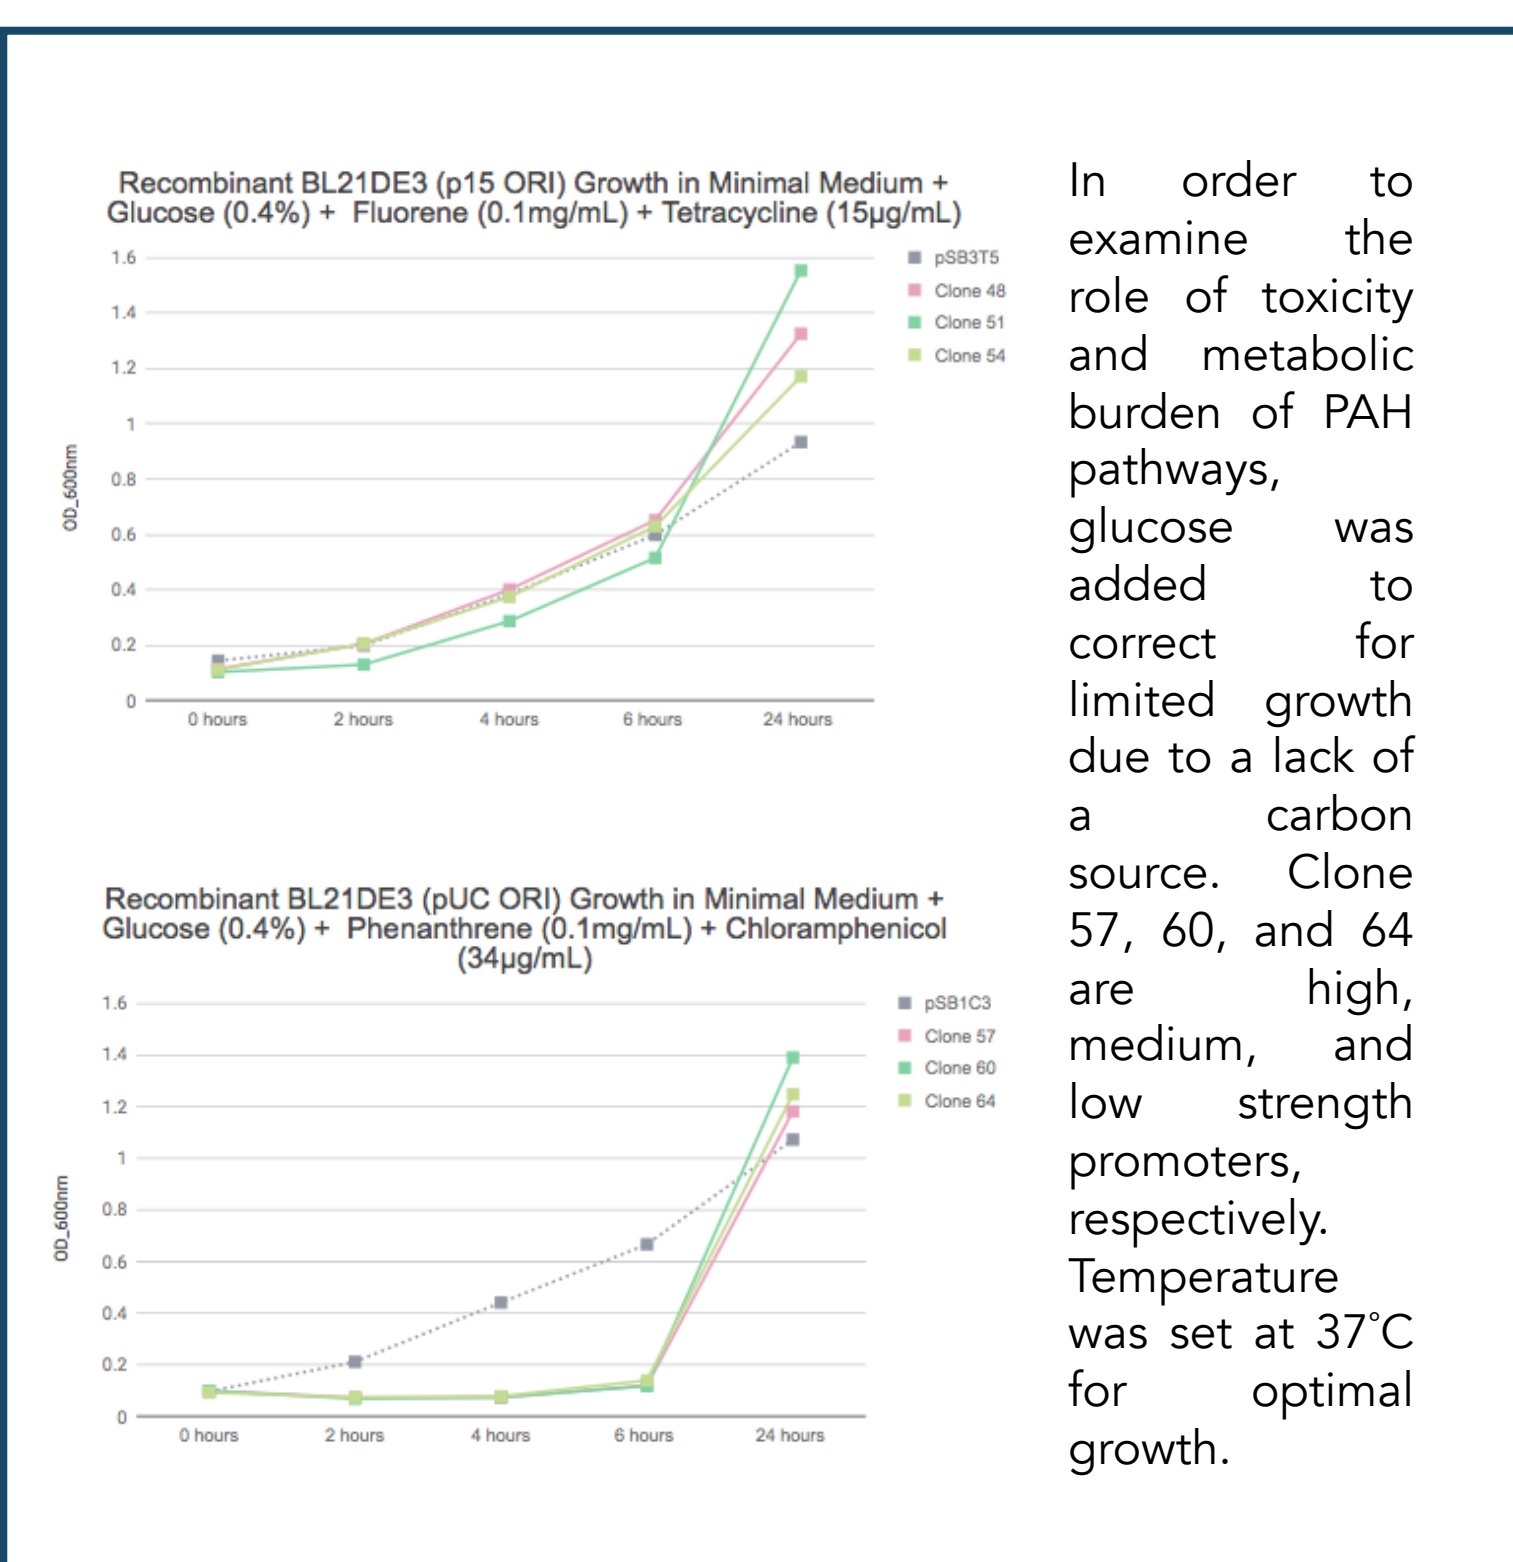 Recombinant BL21DE3 (p15 ORI) Growth in Minimal Medium +
Glucose (0.4%) + Fluorene (0.1mg/mL) + Tetracycline (15µg/mL)
1.6
1.4
1.2
1
0.8
0.6
0.4
0.2
0
OD_600nm
0 hours
2 hours
4 hours
6 hours
24 hours
pSB3T5
Clone 48
Clone 51
Clone 54
Recombinant BL21DE3 (pUC ORI) Growth in Minimal Medium +
Glucose (0.4%) + Phenanthrene (0.1mg/mL) + Chloramphenicol
(34µg/mL)
1.6
1.4
1.2
1
0.8
0.6
0.4
0.2
0
OD_600nm
0 hours
2 hours
4 hours
6 hours
24 hours
pSB1C3
Clone 57
Clone 60
Clone 64
In order to
examine the
role of toxicity
and metabolic
burden of PAH
pathways,
glucose was
added to
correct for
limited growth
due to a lack of
a carbon
source. Clone
57, 60, and 64
are high,
medium, and
low strength
promoters,
respectively.
Temperature
was set at 37˚C
for optimal
growth.